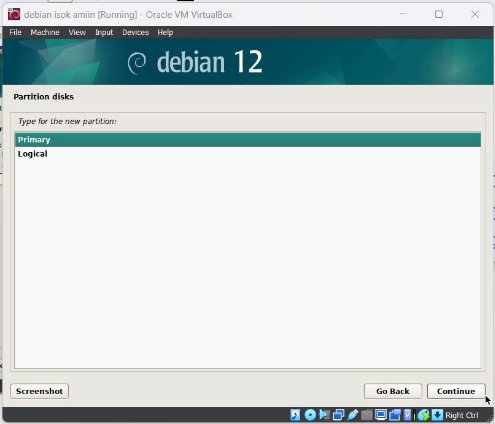 debian isok amiin [Running] - Oracle VM VirtualBox
File Machine View Input Devices Help
debian 12
Partition disks
Type for the new partition:
Primary
Logical
Screenshot
Go Back
Continue
Right Ctrl